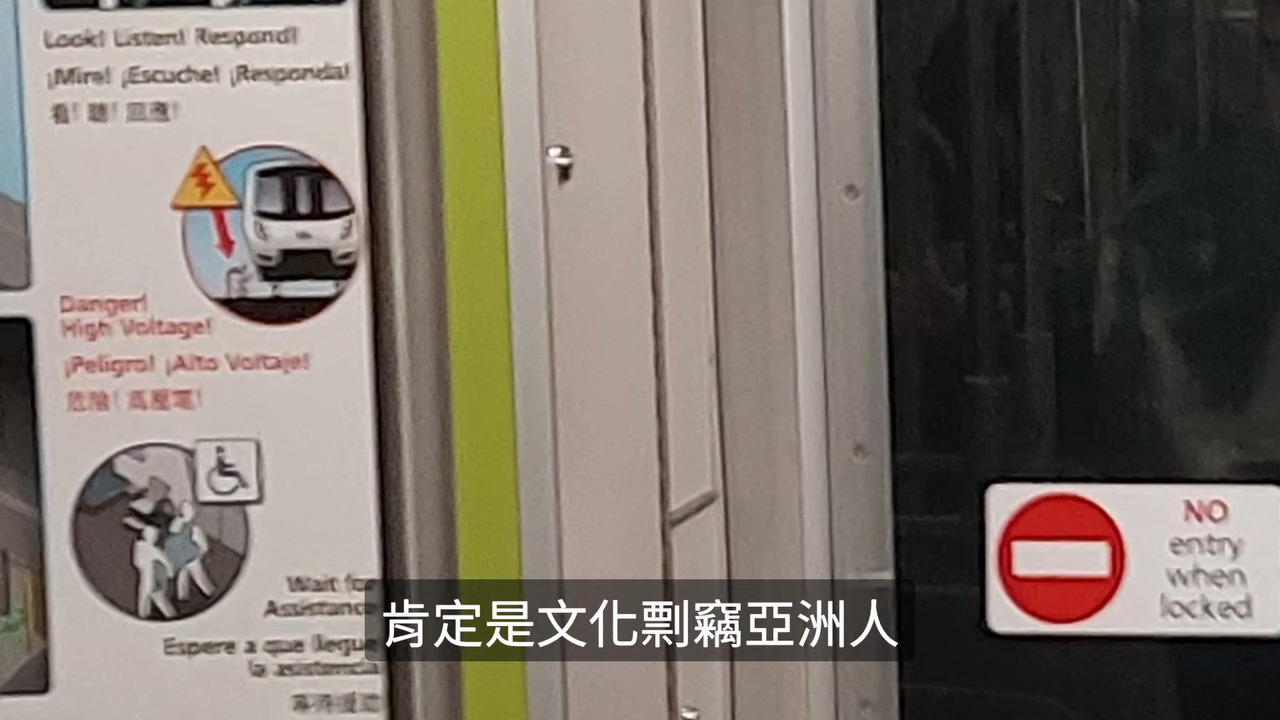 Look! Listen! Respond!
¡Mire! ¡Escuche! ¡Responda!
看! 聽! 回應!
Danger!
High Voltage!
¡Peligro! ¡Alto Voltaje!
危險! 高壓電!
Wait for
Assistance
Espere a que llegue
la asistencia
NO
entry
when
locked
肯定是文化剽竊亞洲人